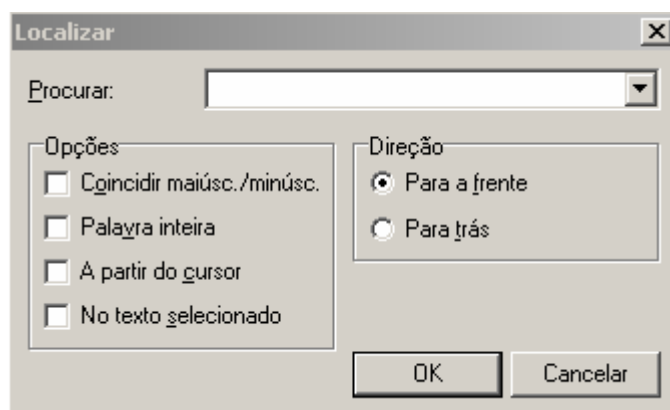 Localizar
Procurar:
Opções
Coincidir maiúsc./minúsc.
Palavra inteira
A partir do cursor
No texto selecionado
Direção
Para a frente
Para trás
OK
Cancelar